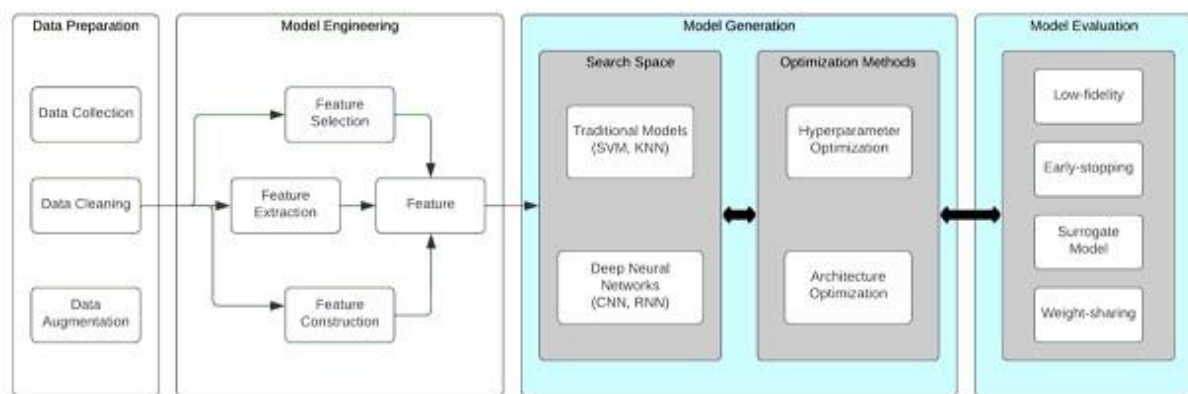 Data Preparation
Data Collection
Data Cleaning
Data
Augmentation
Model Engineering
Feature
Selection
Feature
Extraction
Feature
Feature
Construction
Model Generation
Search Space
Traditional Models
(SVM, KNN)
Deep Neural
Networks
(CNN, RNN)
Optimization Methods
Hyperparameter
Optimization
Architecture
Optimization
Model Evaluation
Low-fidelity
Early-stopping
Surrogate
Model
Weight-sharing